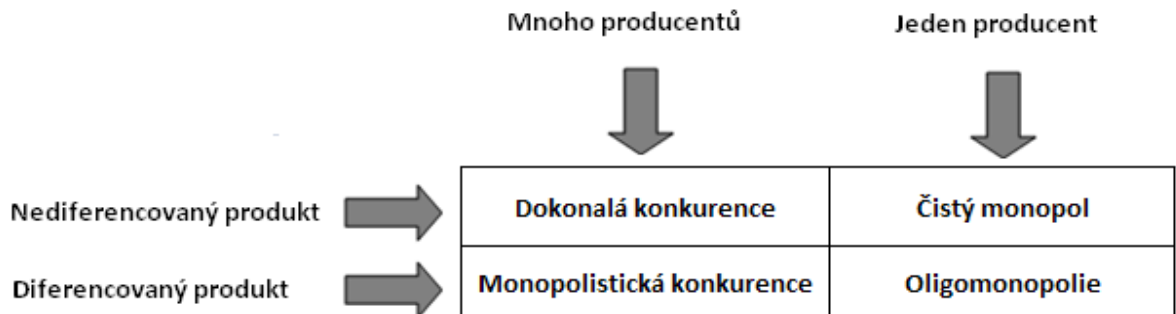 Mnoho producentů Jeden producent
Nediferencovaný produkt Dokonalá konkurence Čistý monopol
Diferencovaný produkt Monopolistická konkurence Oligomonopolie